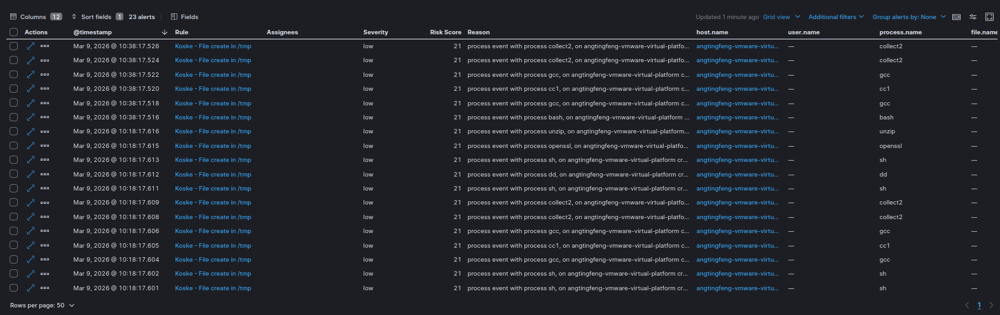 Columns 12 Sort fields 1 23 alerts Fields Updated 1 minute ago Grid view Additional filters Group alerts by: None
Actions @timestamp Rule Assignees Severity Risk Score Reason host.name user.name process.name file.name
Mar 9, 2026 @ 10:38:17.526 Koske - File create in /tmp low 21 process event with process collect2, on angtingfeng-vmware-virtual-platfo... angtingfeng-vmware-virtu... — collect2 —
Mar 9, 2026 @ 10:38:17.524 Koske - File create in /tmp low 21 process event with process collect2, on angtingfeng-vmware-virtual-platfo... angtingfeng-vmware-virtu... — collect2 —
Mar 9, 2026 @ 10:38:17.522 Koske - File create in /tmp low 21 process event with process gcc, on angtingfeng-vmware-virtual-platform c... angtingfeng-vmware-virtu... — gcc —
Mar 9, 2026 @ 10:38:17.520 Koske - File create in /tmp low 21 process event with process cc1, on angtingfeng-vmware-virtual-platform c... angtingfeng-vmware-virtu... — cc1 —
Mar 9, 2026 @ 10:38:17.518 Koske - File create in /tmp low 21 process event with process gcc, on angtingfeng-vmware-virtual-platform c... angtingfeng-vmware-virtu... — gcc —
Mar 9, 2026 @ 10:38:17.516 Koske - File create in /tmp low 21 process event with process bash, on angtingfeng-vmware-virtual-platform ... angtingfeng-vmware-virtu... — bash —
Mar 9, 2026 @ 10:18:17.616 Koske - File create in /tmp low 21 process event with process unzip, on angtingfeng-vmware-virtual-platform... angtingfeng-vmware-virtu... — unzip —
Mar 9, 2026 @ 10:18:17.615 Koske - File create in /tmp low 21 process event with process openssl, on angtingfeng-vmware-virtual-platfo... angtingfeng-vmware-virtu... — openssl —
Mar 9, 2026 @ 10:18:17.613 Koske - File create in /tmp low 21 process event with process sh, on angtingfeng-vmware-virtual-platform cr... angtingfeng-vmware-virtu... — sh —
Mar 9, 2026 @ 10:18:17.612 Koske - File create in /tmp low 21 process event with process dd, on angtingfeng-vmware-virtual-platform cr... angtingfeng-vmware-virtu... — dd —
Mar 9, 2026 @ 10:18:17.611 Koske - File create in /tmp low 21 process event with process sh, on angtingfeng-vmware-virtual-platform cr... angtingfeng-vmware-virtu... — sh —
Mar 9, 2026 @ 10:18:17.609 Koske - File create in /tmp low 21 process event with process collect2, on angtingfeng-vmware-virtual-platfo... angtingfeng-vmware-virtu... — collect2 —
Mar 9, 2026 @ 10:18:17.608 Koske - File create in /tmp low 21 process event with process collect2, on angtingfeng-vmware-virtual-platfo... angtingfeng-vmware-virtu... — collect2 —
Mar 9, 2026 @ 10:18:17.606 Koske - File create in /tmp low 21 process event with process gcc, on angtingfeng-vmware-virtual-platform c... angtingfeng-vmware-virtu... — gcc —
Mar 9, 2026 @ 10:18:17.605 Koske - File create in /tmp low 21 process event with process cc1, on angtingfeng-vmware-virtual-platform c... angtingfeng-vmware-virtu... — cc1 —
Mar 9, 2026 @ 10:18:17.604 Koske - File create in /tmp low 21 process event with process gcc, on angtingfeng-vmware-virtual-platform c... angtingfeng-vmware-virtu... — gcc —
Mar 9, 2026 @ 10:18:17.602 Koske - File create in /tmp low 21 process event with process sh, on angtingfeng-vmware-virtual-platform cr... angtingfeng-vmware-virtu... — sh —
Mar 9, 2026 @ 10:18:17.601 Koske - File create in /tmp low 21 process event with process sh, on angtingfeng-vmware-virtual-platform cr... angtingfeng-vmware-virtu... — sh —
Rows per page: 50 1